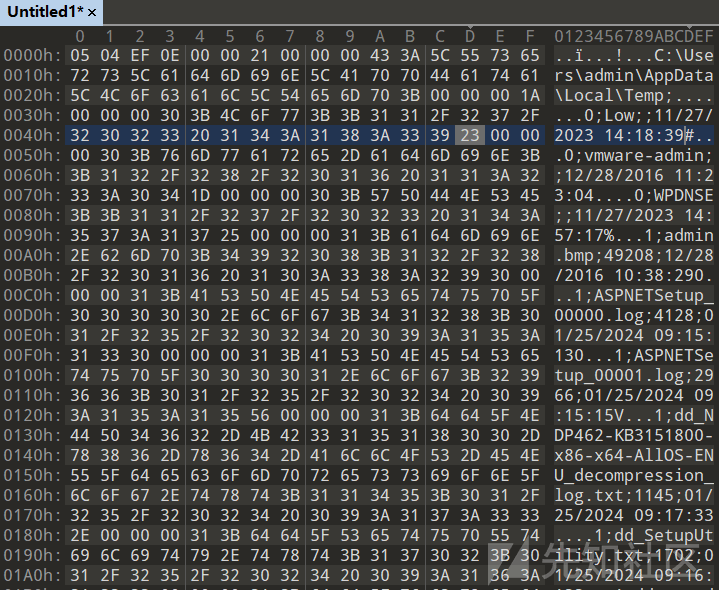 Untitled1* ×
0 1 2 3 4 5 6 7 8 9 A B C D E F 0123456789ABCDEF
0000h: 05 04 EF 0E 00 00 21 00 00 00 43 3A 5C 55 73 65 ..ï...!...C:\Use
0010h: 72 73 5C 61 64 6D 69 6E 5C 41 70 70 44 61 74 61 rs\admin\AppData
0020h: 5C 4C 6F 63 61 6C 5C 54 65 6D 70 3B 00 00 00 1A \Local\Temp;....
0030h: 00 00 00 30 3B 4C 6F 77 3B 3B 31 31 2F 32 37 2F ...0;Low;;11/27/
0040h: 32 30 32 33 20 31 34 3A 31 38 3A 33 39 23 00 00 2023 14:18:39#..
0050h: 00 30 3B 76 6D 77 61 72 65 2D 61 64 6D 69 6E 3B .0;vmware-admin;
0060h: 3B 31 32 2F 32 38 2F 32 30 31 36 20 31 31 3A 32 ;12/28/2016 11:2
0070h: 33 3A 30 34 1D 00 00 00 30 3B 57 50 44 4E 53 45 3:04....0;WPDNSE
0080h: 3B 3B 31 31 2F 32 37 2F 32 30 32 33 20 31 34 3A ;;11/27/2023 14:
0090h: 35 37 3A 31 37 25 00 00 00 31 3B 61 64 6D 69 6E 57:17%...1;admin
00A0h: 2E 62 6D 70 3B 34 39 32 30 38 3B 31 32 2F 32 38 .bmp;49208;12/28
00B0h: 2F 32 30 31 36 20 31 30 3A 33 38 3A 32 39 30 00 /2016 10:38:290.
00C0h: 00 00 31 3B 41 53 50 4E 45 54 53 65 74 75 70 5F ..1;ASPNETSetup_
00D0h: 30 30 30 30 30 2E 6C 6F 67 3B 34 31 32 38 3B 30 00000.log;4128;0
00E0h: 31 2F 32 35 2F 32 30 32 34 20 30 39 3A 31 35 3A 1/25/2024 09:15:
00F0h: 31 33 30 00 00 00 31 3B 41 53 50 4E 45 54 53 65 130...1;ASPNETSe
0100h: 74 75 70 5F 30 30 30 30 31 2E 6C 6F 67 3B 32 39 tup_00001.log;29
0110h: 36 36 3B 30 31 2F 32 35 2F 32 30 32 34 20 30 39 66;01/25/2024 09
0120h: 3A 31 35 3A 31 35 56 00 00 00 31 3B 64 64 5F 4E :15:15V...1;dd_N
0130h: 44 50 34 36 32 2D 4B 42 33 31 35 31 38 30 30 2D DP462-KB3151800-
0140h: 78 38 36 2D 78 36 34 2D 41 6C 6C 4F 53 2D 45 4E x86-x64-AllOS-EN
0150h: 55 5F 64 65 63 6F 6D 70 72 65 73 73 69 6F 6E 5F U_decompression_
0160h: 6C 6F 67 2E 74 78 74 3B 31 31 34 35 3B 30 31 2F log.txt;1145;01/
0170h: 32 35 2F 32 30 32 34 20 30 39 3A 31 37 3A 33 33 25/2024 09:17:33
0180h: 2E 00 00 00 31 3B 64 64 5F 53 65 74 75 70 55 74 ....1;dd_SetupUt
0190h: 69 6C 69 74 79 2E 74 78 74 3B 31 37 30 32 3B 30 ility.txt;1702;0
01A0h: 31 2F 32 35 2F 32 30 32 34 20 30 39 3A 31 36 3A 1/25/2024 09:16:
先知社区